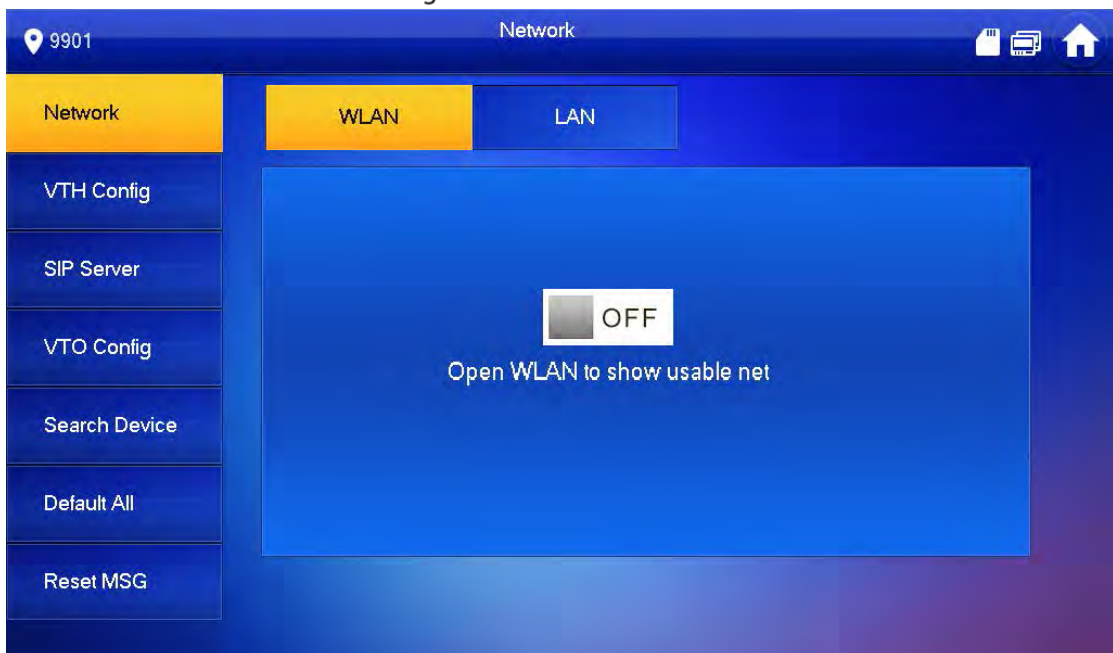 9901
Network
Network
WLAN
LAN
VTH Config
SIP Server
OFF
VTO Config
Open WLAN to show usable net
Search Device
Default All
Reset MSG